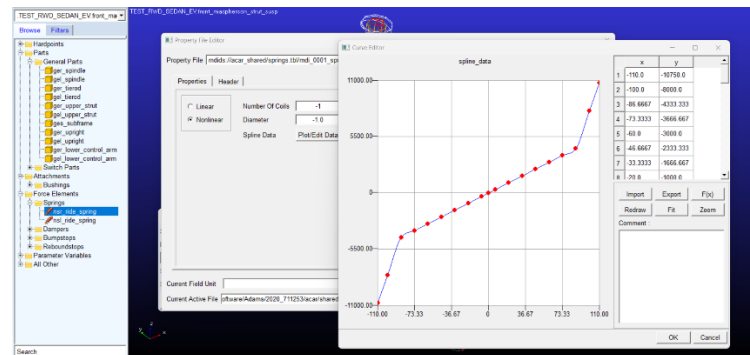 TEST_RWD_SEDAN_EV.front_ma
TEST_RWD_SEDAN_EV.front_macpherson_strut_susp
Browse Filters
Hardpoints
Parts
General Parts
ger_spindle
gel_spindle
ger_tierod
gel_tierod
ger_upper_strut
gel_upper_strut
ges_subframe
ger_upright
gel_upright
ger_lower_control_arm
gel_lower_control_arm
Switch Parts
Attachments
Bushings
Force Elements
Springs
nsl_ride_spring
Dampers
Bumpstops
Reboundstops
Parameter Variables
All Other
Search
Property File Editor
Property File mdids://acar_shared/springs.tbl/mdi_0001_spr
Properties Header
Linear
Nonlinear
Number Of Coils -1
Diameter -1.0
Spline Data Plot/Edit Data
Current Field Unit
Current Active File oftware/Adams/2020_711253/acar/shared
Curve Editor
spline_data
11000.00
5500.00
0
-5500.00
-11000.00
-110.00 -73.33 -36.67 0 36.67 73.33 110.00
x y
1 -110.0 -10750.0
2 -100.0 -8000.0
3 -86.6667 -4333.333
4 -73.3333 -3666.667
5 -60.0 -3000.0
6 -46.6667 -2333.333
7 -33.3333 -1666.667
8 -20.0 -1000.0
Import Export F(x)
Redraw Fit Zoom
Comment :
OK Cancel